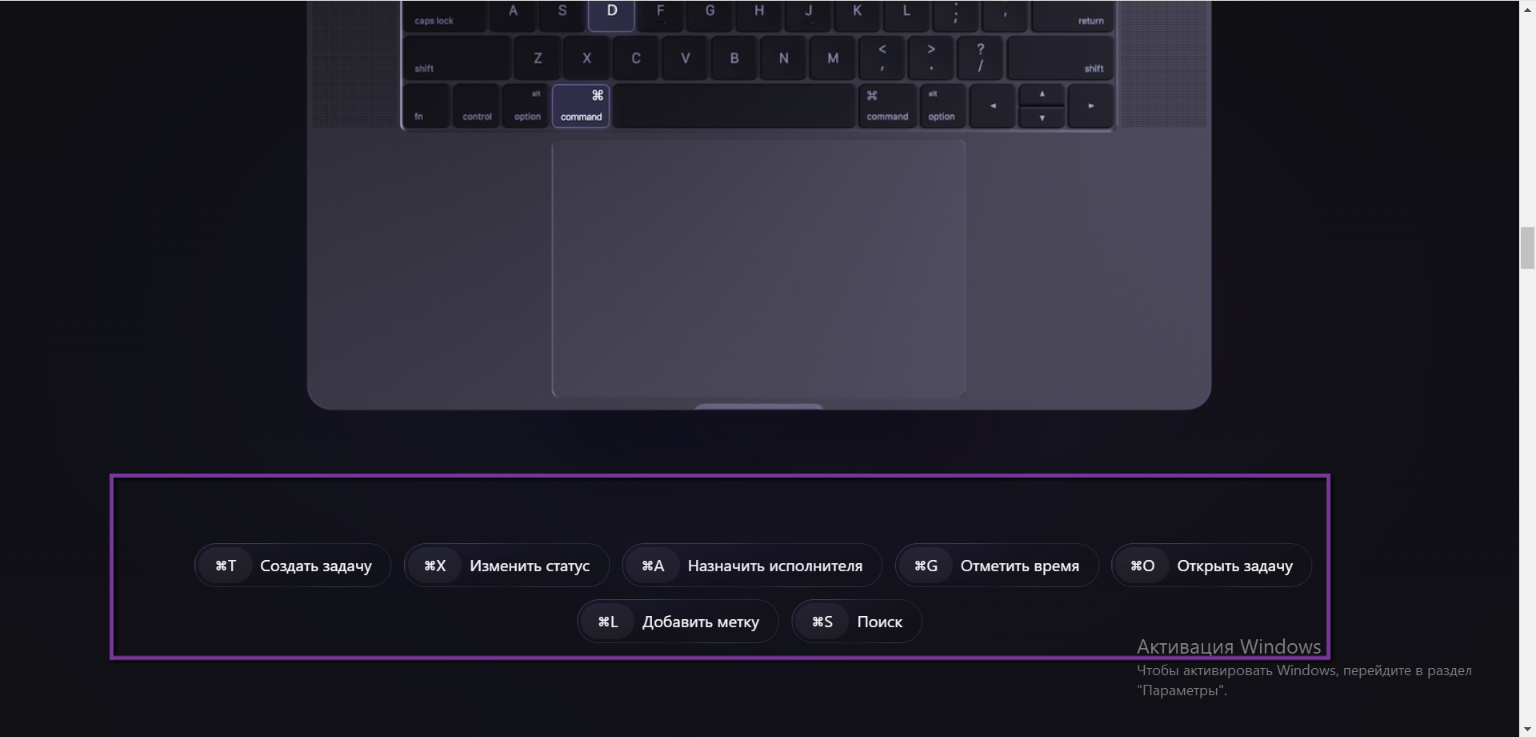 caps lock A S D F G H J K L ; , return
shift Z X C V B N M < , > . ? / shift
fn control alt option ⌘ command ⌘ command alt option ◄ ▲ ▼ ►
⌘T Создать задачу ⌘X Изменить статус ⌘A Назначить исполнителя ⌘G Отметить время ⌘O Открыть задачу
⌘L Добавить метку ⌘S Поиск
Активация Windows
Чтобы активировать Windows, перейдите в раздел
"Параметры".